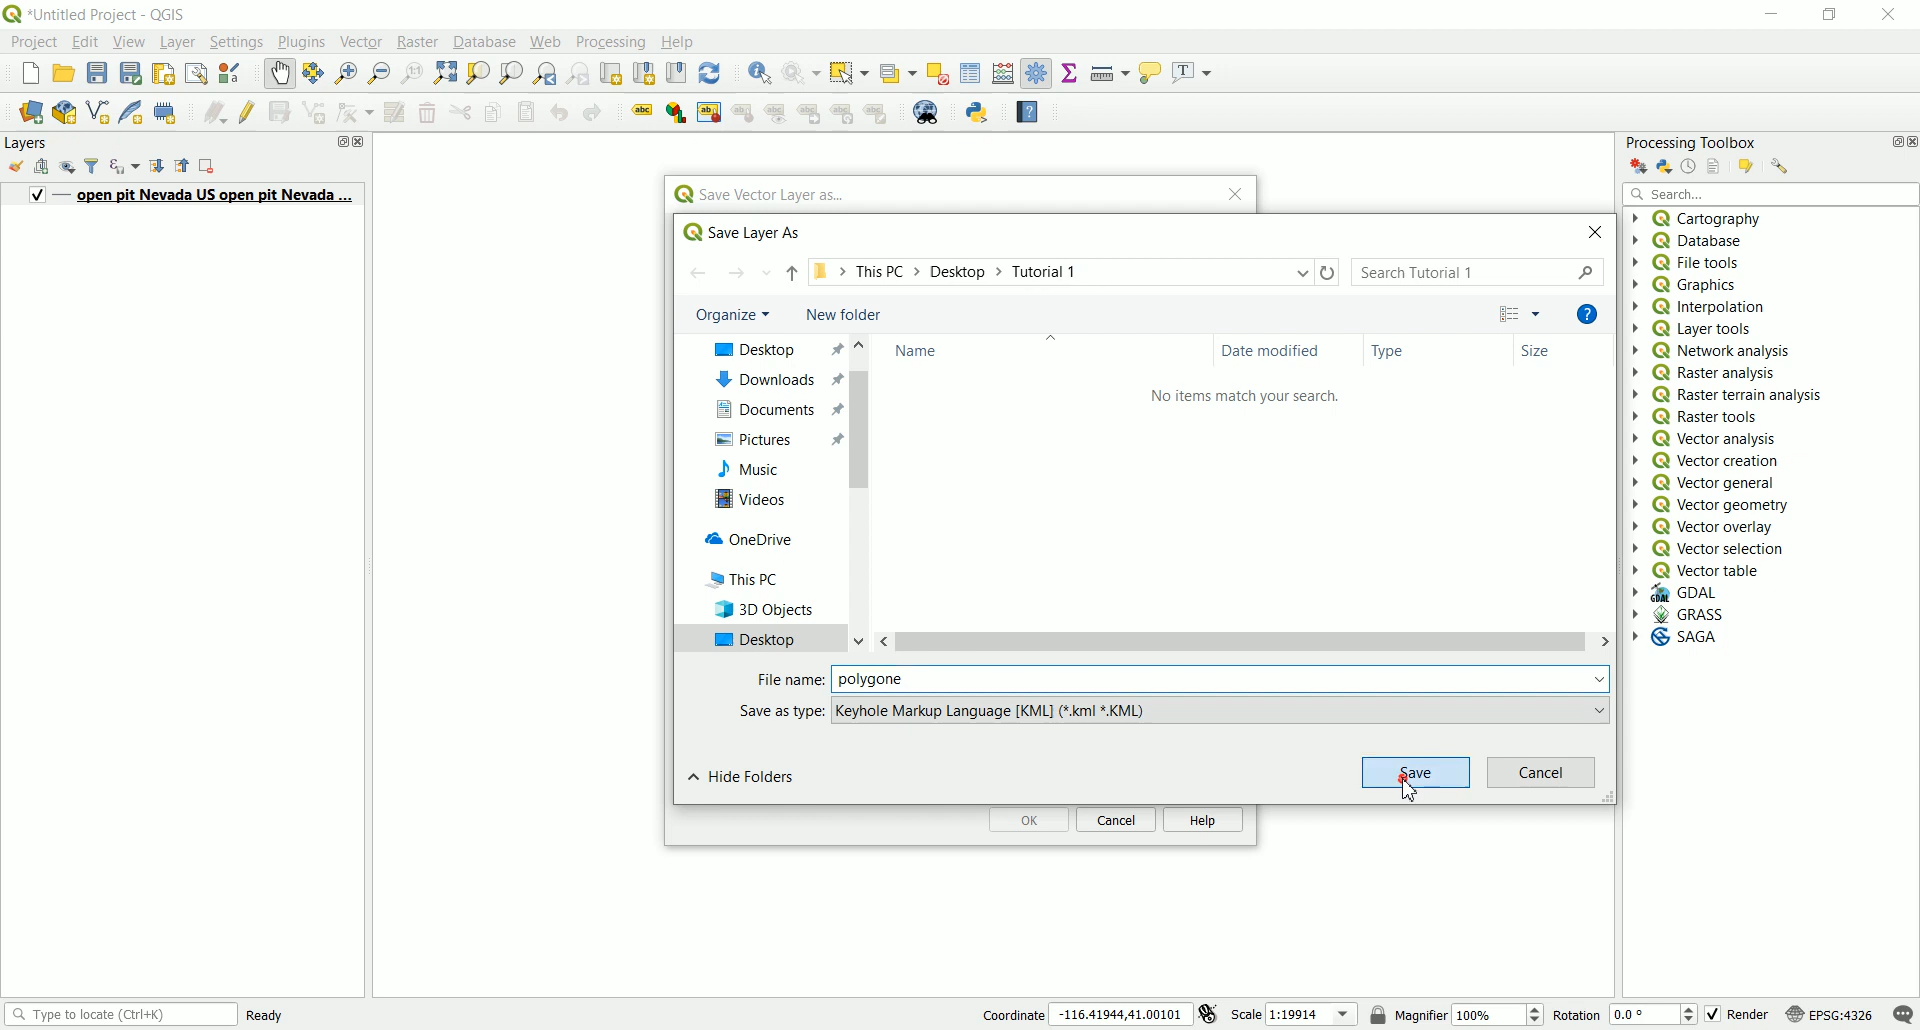 *Untitled Project - QGIS
Project Edit View Layer Settings Plugins Vector Raster Database Web Processing Help
Layers
open pit Nevada US open pit Nevada ...
Save Vector Layer as...
Save Layer As
This PC > Desktop > Tutorial 1
Search Tutorial 1
Organize
New folder
Name
Date modified
Type
Size
No items match your search.
Desktop
Downloads
Documents
Pictures
Music
Videos
OneDrive
This PC
3D Objects
Desktop
File name: polygone
Save as type: Keyhole Markup Language [KML] (*.kml *.KML)
Hide Folders
Save
Cancel
OK
Cancel
Help
Processing Toolbox
Search...
Cartography
Database
File tools
Graphics
Interpolation
Layer tools
Network analysis
Raster analysis
Raster terrain analysis
Raster tools
Vector analysis
Vector creation
Vector general
Vector geometry
Vector overlay
Vector selection
Vector table
GDAL
GRASS
SAGA
Type to locate (Ctrl+K)
Ready
Coordinate -116.41944,41.00101
Scale 1:19914
Magnifier 100%
Rotation 0.0 °
Render
EPSG:4326